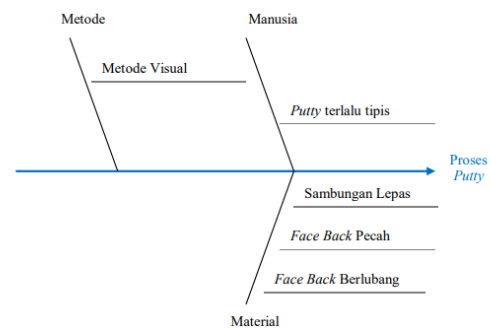 Metode
Manusia
Metode Visual
Putty terlalu tipis
Proses
Putty
Sambungan Lepas
Face Back Pecah
Face Back Berlubang
Material